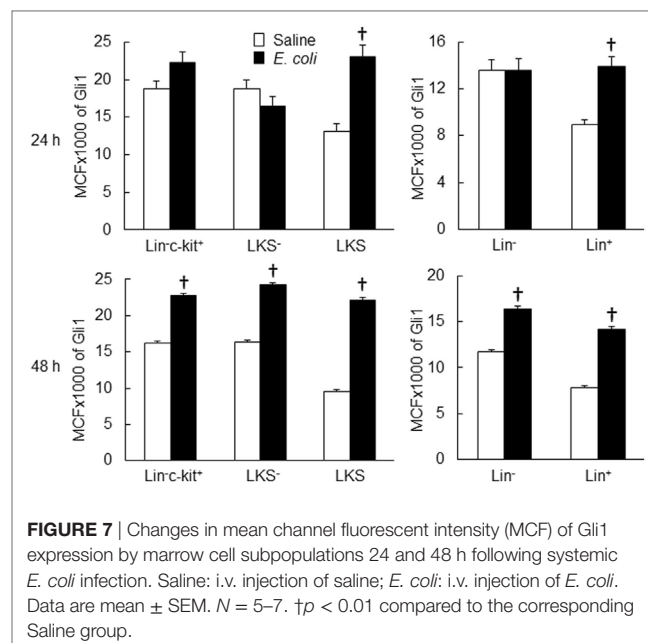 Saline
E. coli
24 h
MCFx1000 of Gli1
25
20
15
10
5
0
†
Lin-c-kit+
LKS-
LKS
MCFx1000 of Gli1
16
12
8
4
0
†
Lin-
Lin+
48 h
MCFx1000 of Gli1
25
20
15
10
5
0
†
†
†
Lin-c-kit+
LKS-
LKS
MCFx1000 of Gli1
20
15
10
5
0
†
†
Lin-
Lin+
FIGURE 7 | Changes in mean channel fluorescent intensity (MCF) of Gli1
expression by marrow cell subpopulations 24 and 48 h following systemic
E. coli infection. Saline: i.v. injection of saline; E. coli: i.v. injection of E. coli.
Data are mean ± SEM. N = 5–7. †p < 0.01 compared to the corresponding
Saline group.